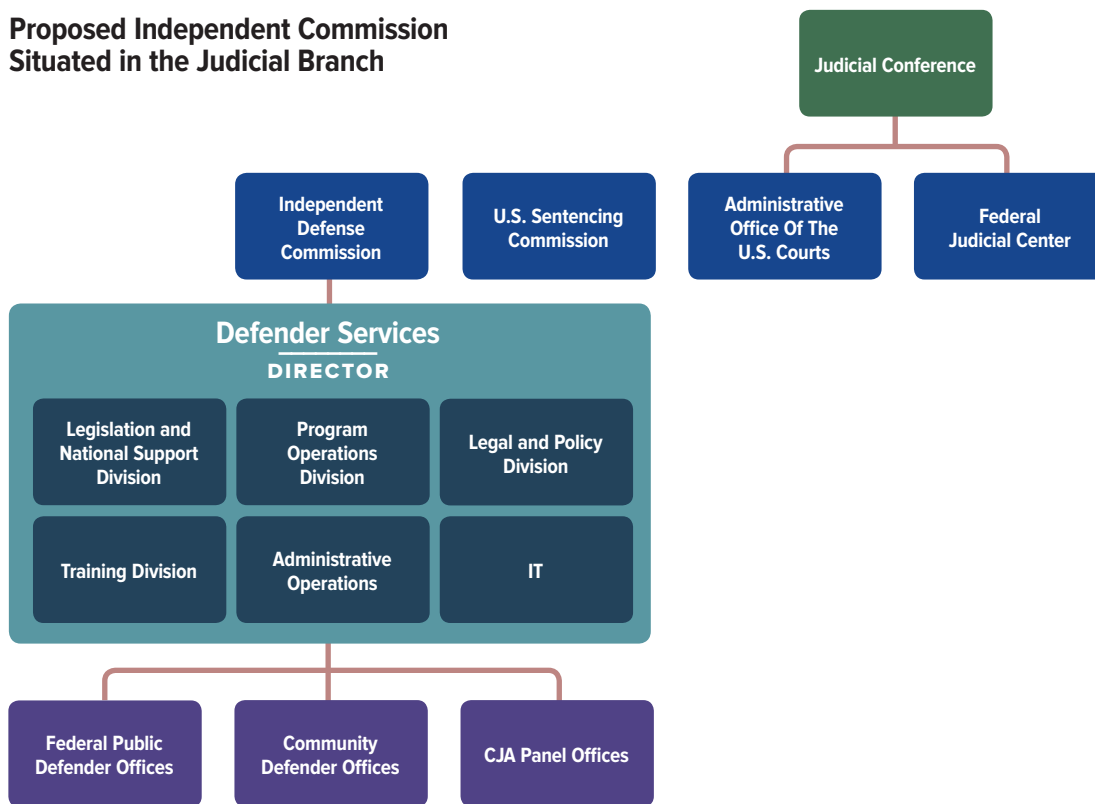 Proposed Independent Commission
Situated in the Judicial Branch
Judicial Conference
Independent
Defense
Commission
U.S. Sentencing
Commission
Administrative
Office Of The
U.S. Courts
Federal
Judicial Center
Defender Services
DIRECTOR
Legislation and
National Support
Division
Program
Operations
Division
Legal and Policy
Division
Training Division
Administrative
Operations
IT
Federal Public
Defender Offices
Community
Defender Offices
CJA Panel Offices